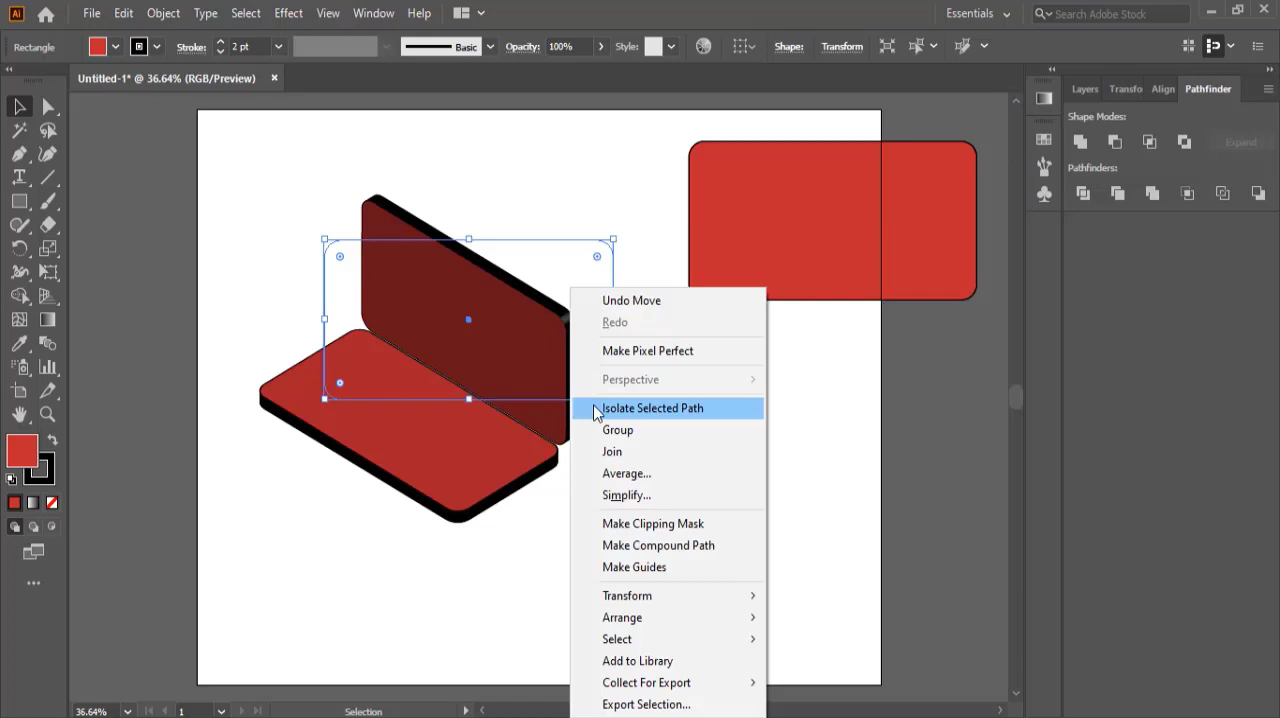 Ai File Edit Object Type Select Effect View Window Help Essentials Search Adobe Stock
Rectangle Stroke: 2 pt Basic Opacity: 100% Style: Shape: Transform
Untitled-1* @ 36.64% (RGB/Preview)
Layers Transfo Align Pathfinder
Shape Modes:
Expand
Pathfinders:
Undo Move
Redo
Make Pixel Perfect
Perspective
Isolate Selected Path
Group
Join
Average...
Simplify...
Make Clipping Mask
Make Compound Path
Make Guides
Transform
Arrange
Select
Add to Library
Collect For Export
Export Selection...
36.64% 1 Selection